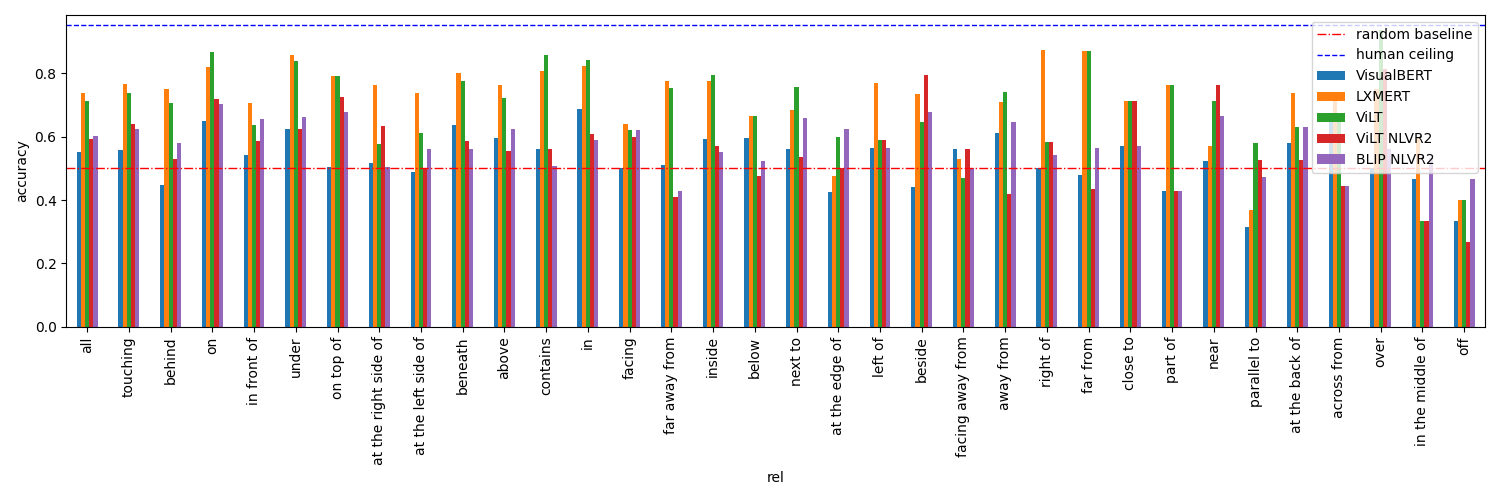 accuracy
0.8
0.6
0.4
0.2
0.0
random baseline
human ceiling
VisualBERT
LXMERT
ViLT
ViLT NLVR2
BLIP NLVR2
all
touching
behind
on
in front of
under
on top of
at the right side of
at the left side of
beneath
above
contains
in
facing
far away from
inside
below
next to
at the edge of
left of
beside
facing away from
away from
right of
far from
close to
part of
near
parallel to
at the back of
across from
over
in the middle of
off
rel